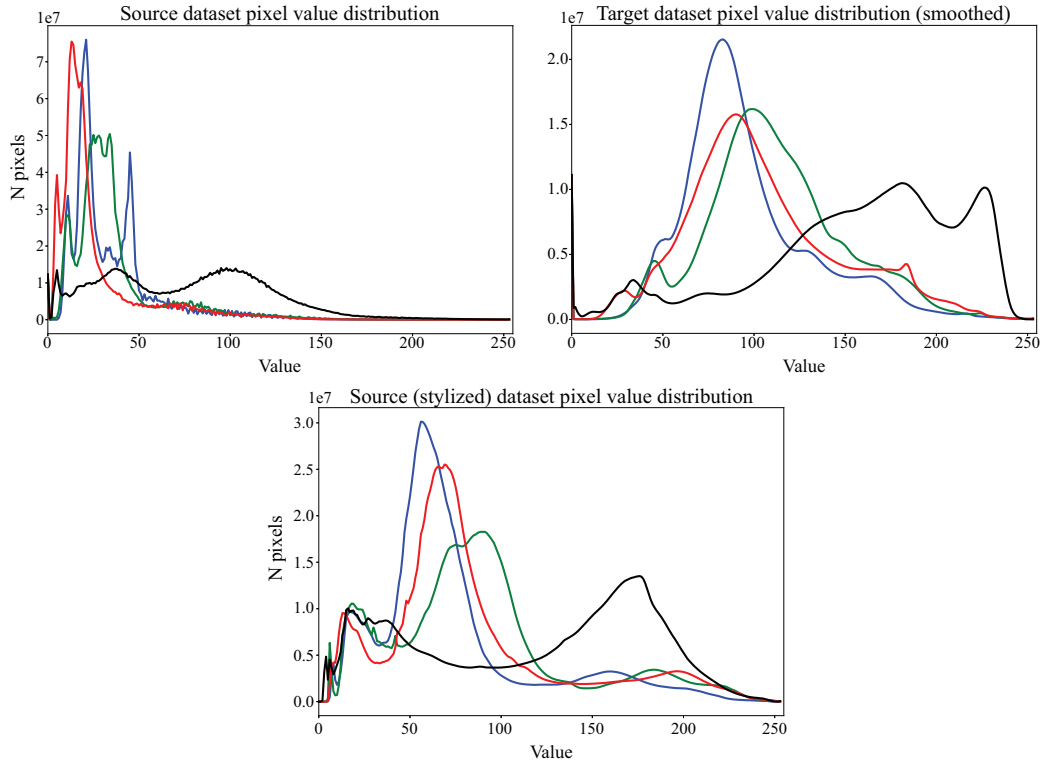 Source dataset pixel value distribution
1e7
N pixels
7
6
5
4
3
2
1
0
0 50 100 150 200 250
Value
Target dataset pixel value distribution (smoothed)
1e7
N pixels
2.0
1.5
1.0
0.5
0.0
0 50 100 150 200 250
Value
Source (stylized) dataset pixel value distribution
1e7
N pixels
3.0
2.5
2.0
1.5
1.0
0.5
0.0
0 50 100 150 200 250
Value